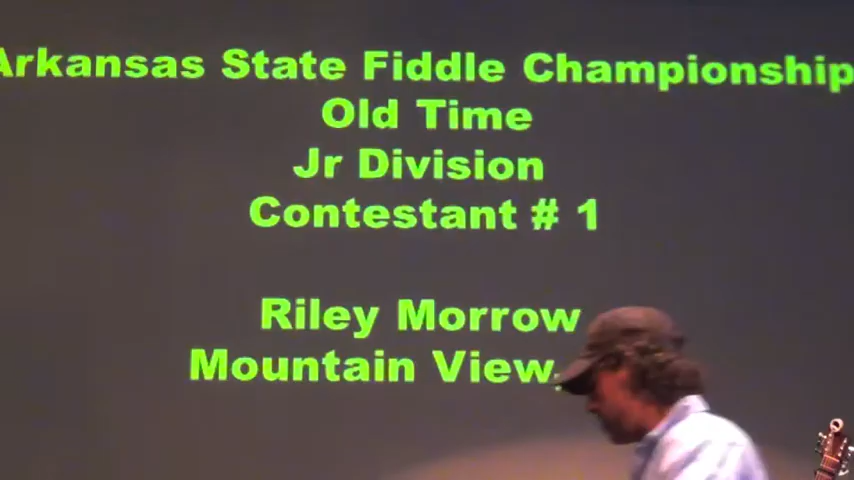 Arkansas State Fiddle Championship
Old Time
Jr Division
Contestant # 1
Riley Morrow
Mountain View,